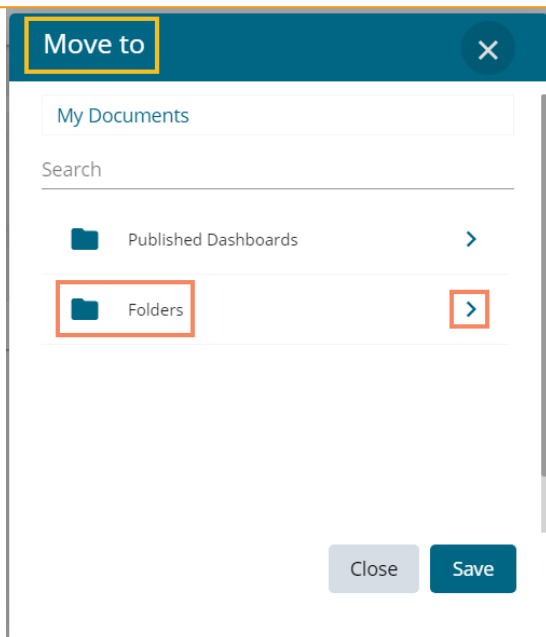 Move to
My Documents
Search
Published Dashboards
Folders
Close Save